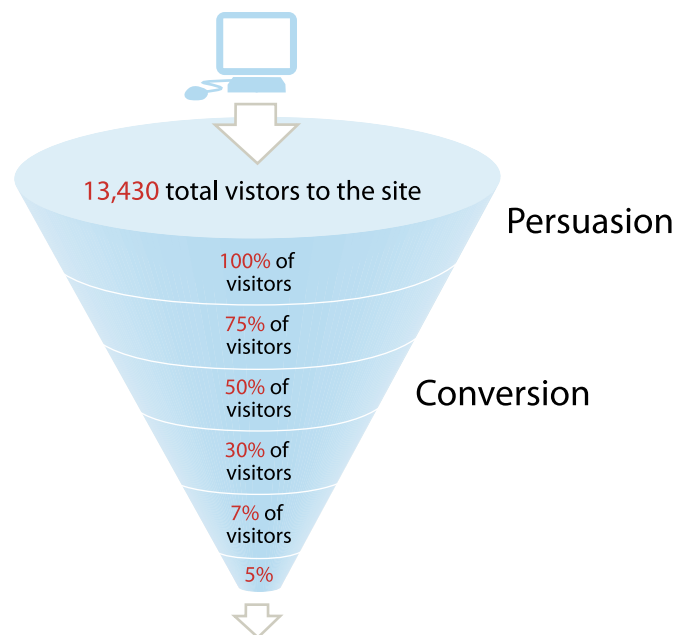 13,430 total vistors to the site
Persuasion
100% of
visitors
75% of
visitors
50% of
visitors
Conversion
30% of
visitors
7% of
visitors
5%